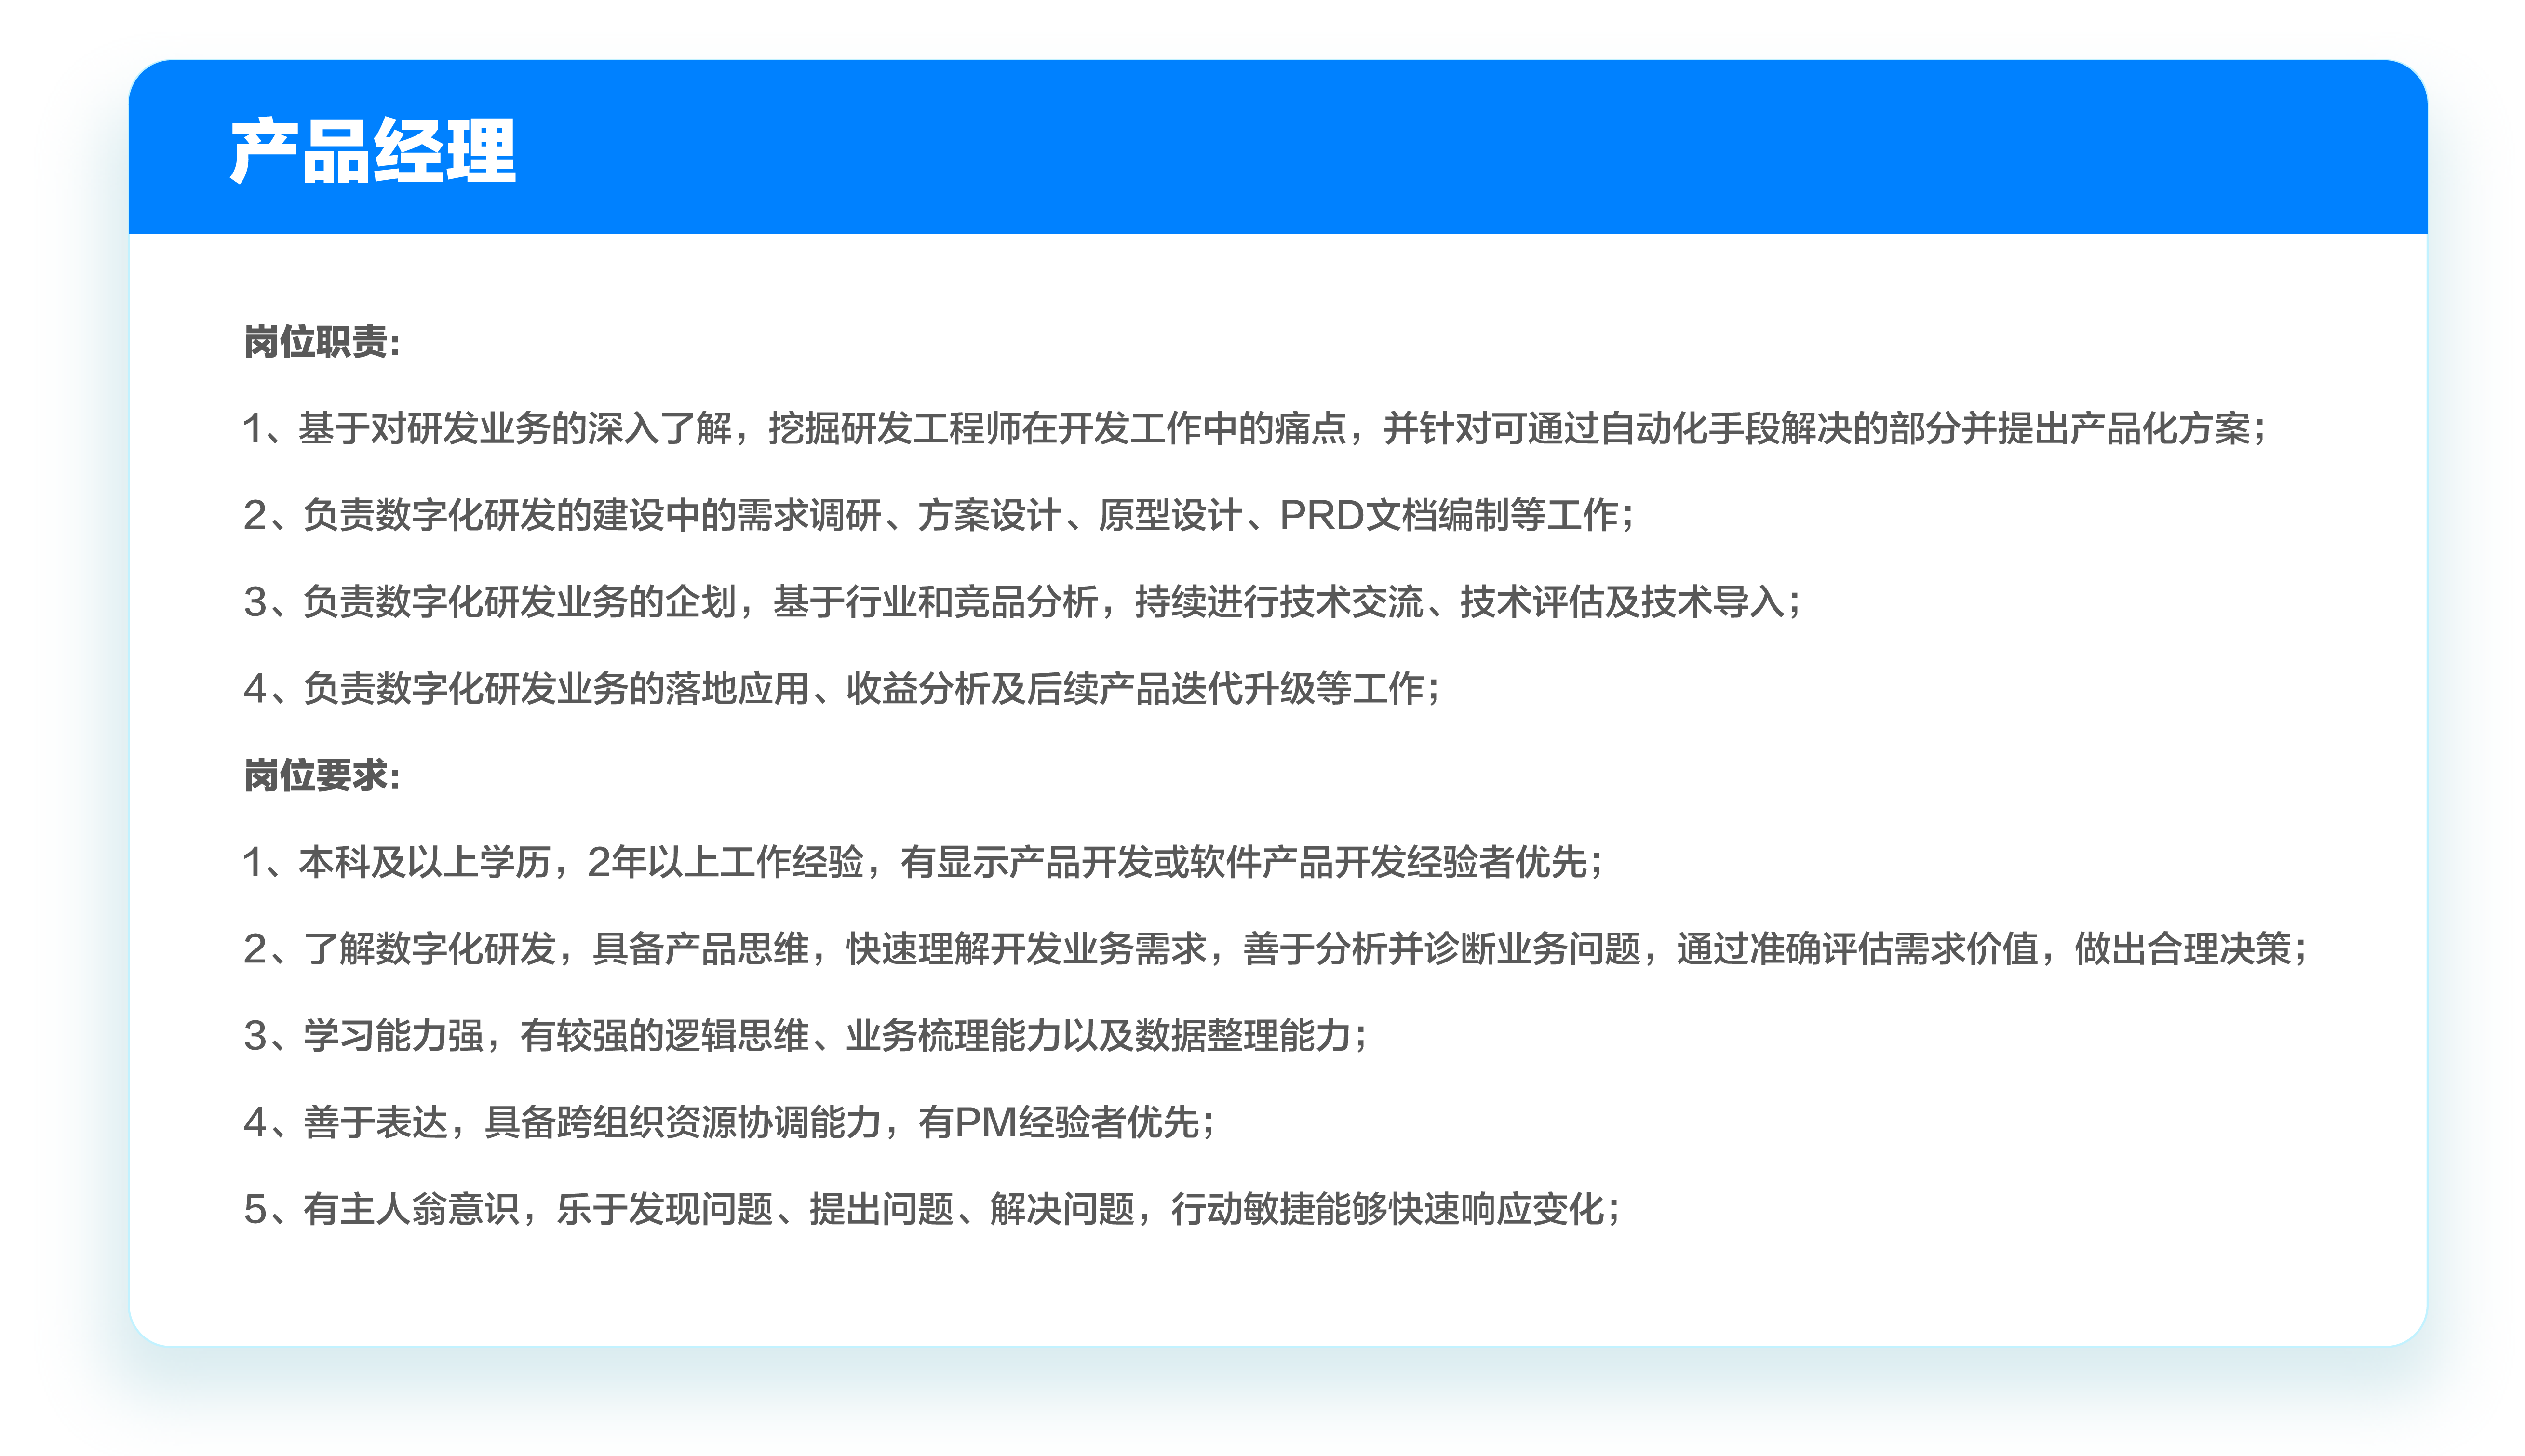 产品经理
岗位职责:
1、基于对研发业务的深入了解，挖掘研发工程师在开发工作中的痛点，并针对可通过自动化手段解决的部分并提出产品化方案；
2、负责数字化研发的建设中的需求调研、方案设计、原型设计、PRD文档编制等工作；
3、负责数字化研发业务的企划，基于行业和竞品分析，持续进行技术交流、技术评估及技术导入；
4、负责数字化研发业务的落地应用、收益分析及后续产品迭代升级等工作；
岗位要求:
1、本科及以上学历，2年以上工作经验，有显示产品开发或软件产品开发经验者优先；
2、了解数字化研发，具备产品思维，快速理解开发业务需求，善于分析并诊断业务问题，通过准确评估需求价值，做出合理决策；
3、学习能力强，有较强的逻辑思维、业务梳理能力以及数据整理能力；
4、善于表达，具备跨组织资源协调能力，有PM经验者优先；
5、有主人翁意识，乐于发现问题、提出问题、解决问题，行动敏捷能够快速响应变化；